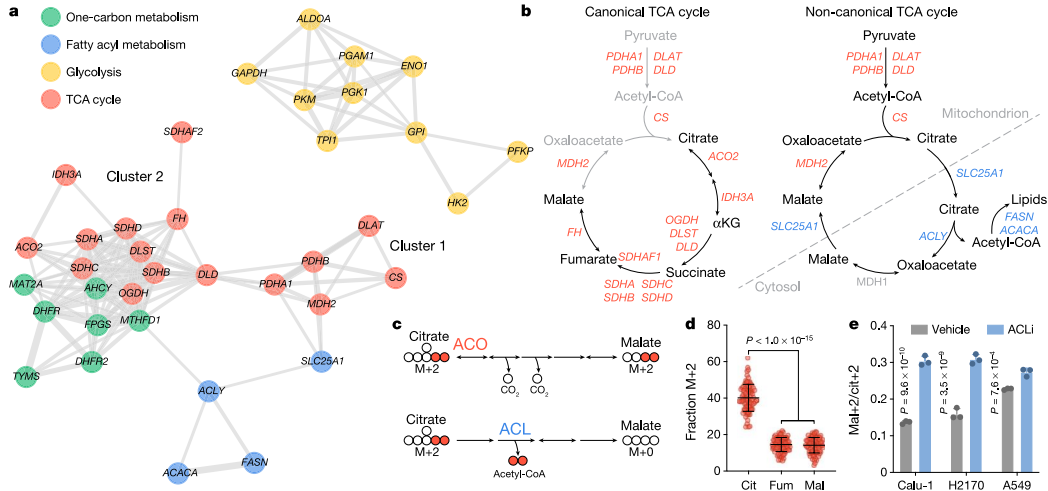 a
One-carbon metabolism
Fatty acyl metabolism
Glycolysis
TCA cycle
ALDOA
PGAM1
ENO1
GAPDH
PKM
PGK1
TPI1
GPI
PFKP
HK2
SDHAF2
IDH3A
Cluster 2
FH
SDHD
SDHA
DLST
ACO2
SDHC
SDHB
DLD
MAT2A
AHCY
OGDH
DHFR
FPGS
MTHFD1
DHFR2
TYMS
DLAT
Cluster 1
PDHB
PDHA1
CS
MDH2
SLC25A1
ACLY
ACACA
FASN
b
Canonical TCA cycle
Pyruvate
PDHA1 DLAT
PDHB DLD
Acetyl-CoA
CS
Oxaloacetate
Citrate
MDH2
ACO2
IDH3A
Malate
αKG
OGDH
DLST
DLD
FH
Fumarate
SDHAF1
Succinate
SDHA SDHC
SDHB SDHD
Non-canonical TCA cycle
Pyruvate
PDHA1 DLAT
PDHB DLD
Acetyl-CoA
Mitochondrion
CS
Oxaloacetate
Citrate
MDH2
SLC25A1
Malate
Citrate
Lipids
FASN
ACACA
SLC25A1
ACLY
Acetyl-CoA
Malate
Oxaloacetate
MDH1
Cytosol
c
Citrate
ACO
Malate
M+2
M+2
CO2
CO2
Citrate
ACL
Malate
M+2
M+0
Acetyl-CoA
d
Fraction M+2
80
60
40
20
0
P < 1.0 × 10–15
Cit Fum Mal
e
Vehicle
ACLi
Mal+2/cit+2
0.4
0.3
0.2
0.1
0
P = 9.6 × 10–10
P = 3.5 × 10–9
P = 7.6 × 10–4
Calu-1 H2170 A549